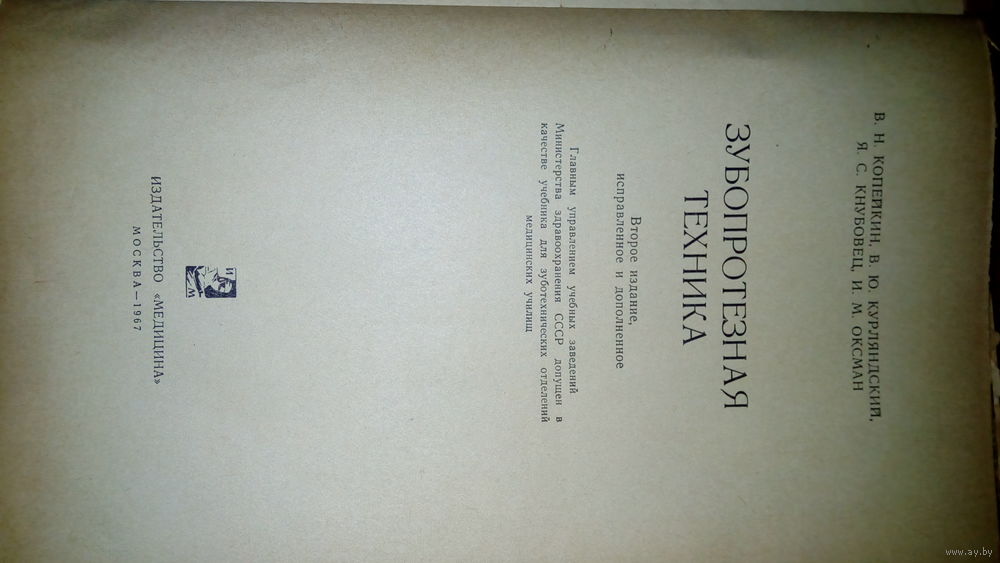 В. Н. КОПЕЙКИН, В. Ю. КУРЛЯНДСКИЙ,
Я. С. КНУБОВЕЦ, И. М. ОКСМАН
ЗУБОПРОТЕЗНАЯ
ТЕХНИКА
Второе издание,
исправленное и дополненное
Главным управлением учебных заведений
Министерства здравоохранения СССР допущен в
качестве учебника для зуботехнических отделений
медицинских училищ
И
М
ИЗДАТЕЛЬСТВО «МЕДИЦИНА»
МОСКВА — 1967
www.ay.by